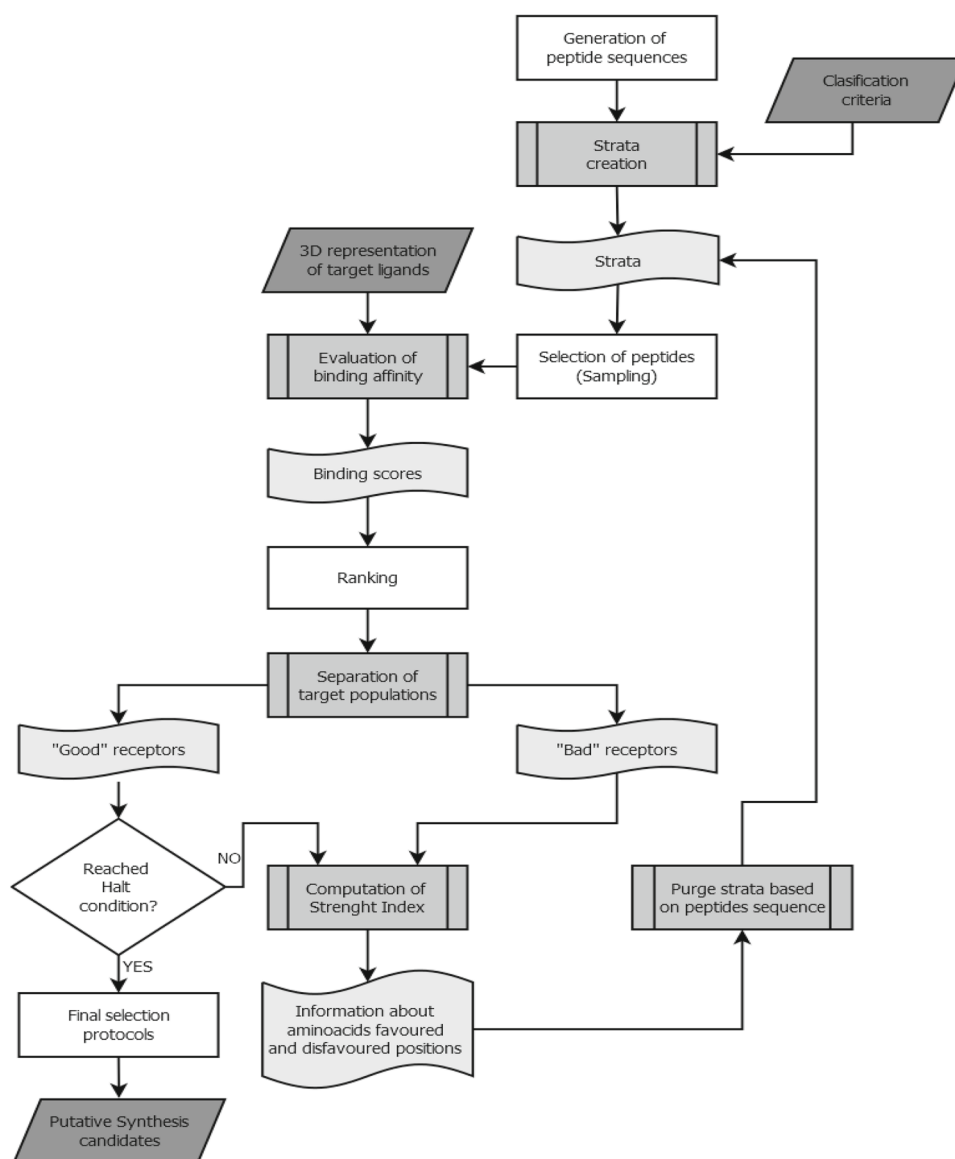 Generation of
peptide sequences
Clasification
criteria
Strata
creation
3D representation
of target ligands
Strata
Evaluation of
binding affinity
Selection of peptides
(Sampling)
Binding scores
Ranking
Separation of
target populations
"Good" receptors
"Bad" receptors
NO
Reached
Halt
condition?
Computation of
Strenght Index
Purge strata based
on peptides sequence
YES
Final selection
protocols
Information about
aminoacids favoured
and disfavoured positions
Putative Synthesis
candidates